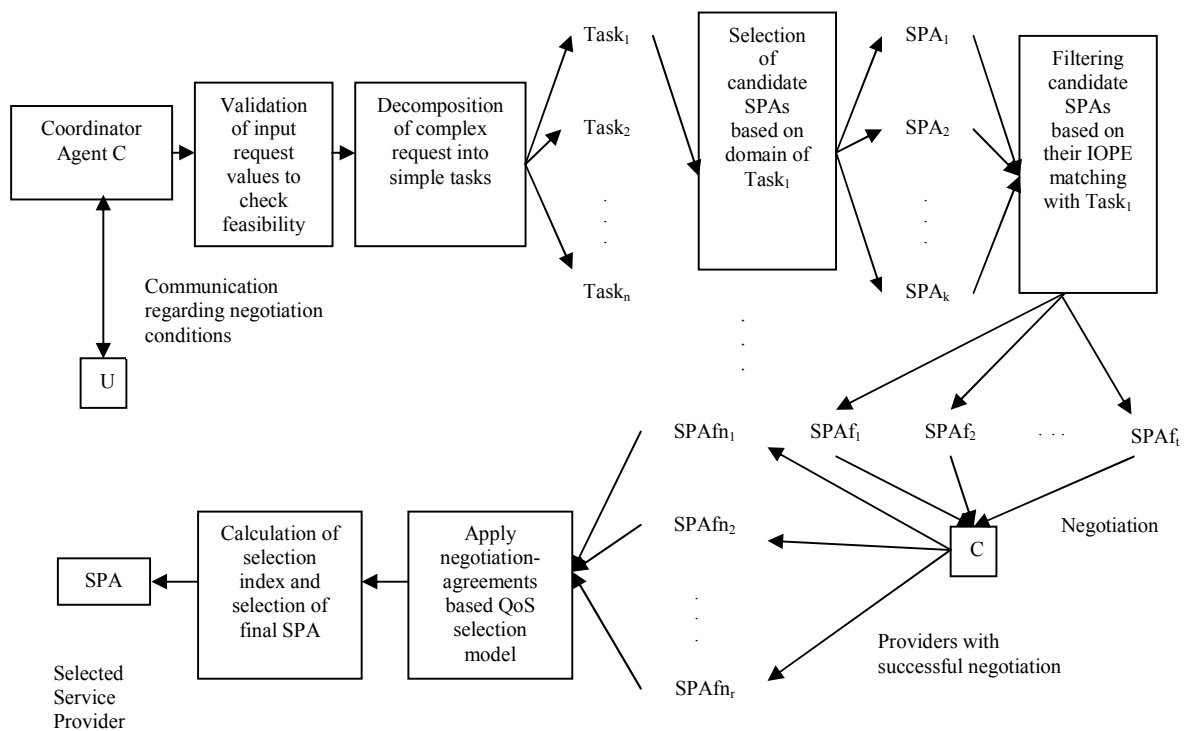 Coordinator
Agent C
Validation
of input
request
values to
check
feasibility
Decomposition
of complex
request into
simple tasks
Task₁
Task₂
.
.
.
Taskₙ
Selection
of
candidate
SPAs
based on
domain of
Task₁
SPA₁
SPA₂
.
.
.
SPAₖ
Filtering
candidate
SPAs
based on
their IOPE
matching
with Task₁
Communication
regarding negotiation
conditions
U
.
.
.
SPAfn₁
SPAf₁
SPAf₂
. . .
SPAfₜ
Negotiation
C
SPAfn₂
.
.
.
SPAfnᵣ
Providers with
successful negotiation
Apply
negotiation-
agreements
based QoS
selection
model
Calculation of
selection
index and
selection of
final SPA
SPA
Selected
Service
Provider